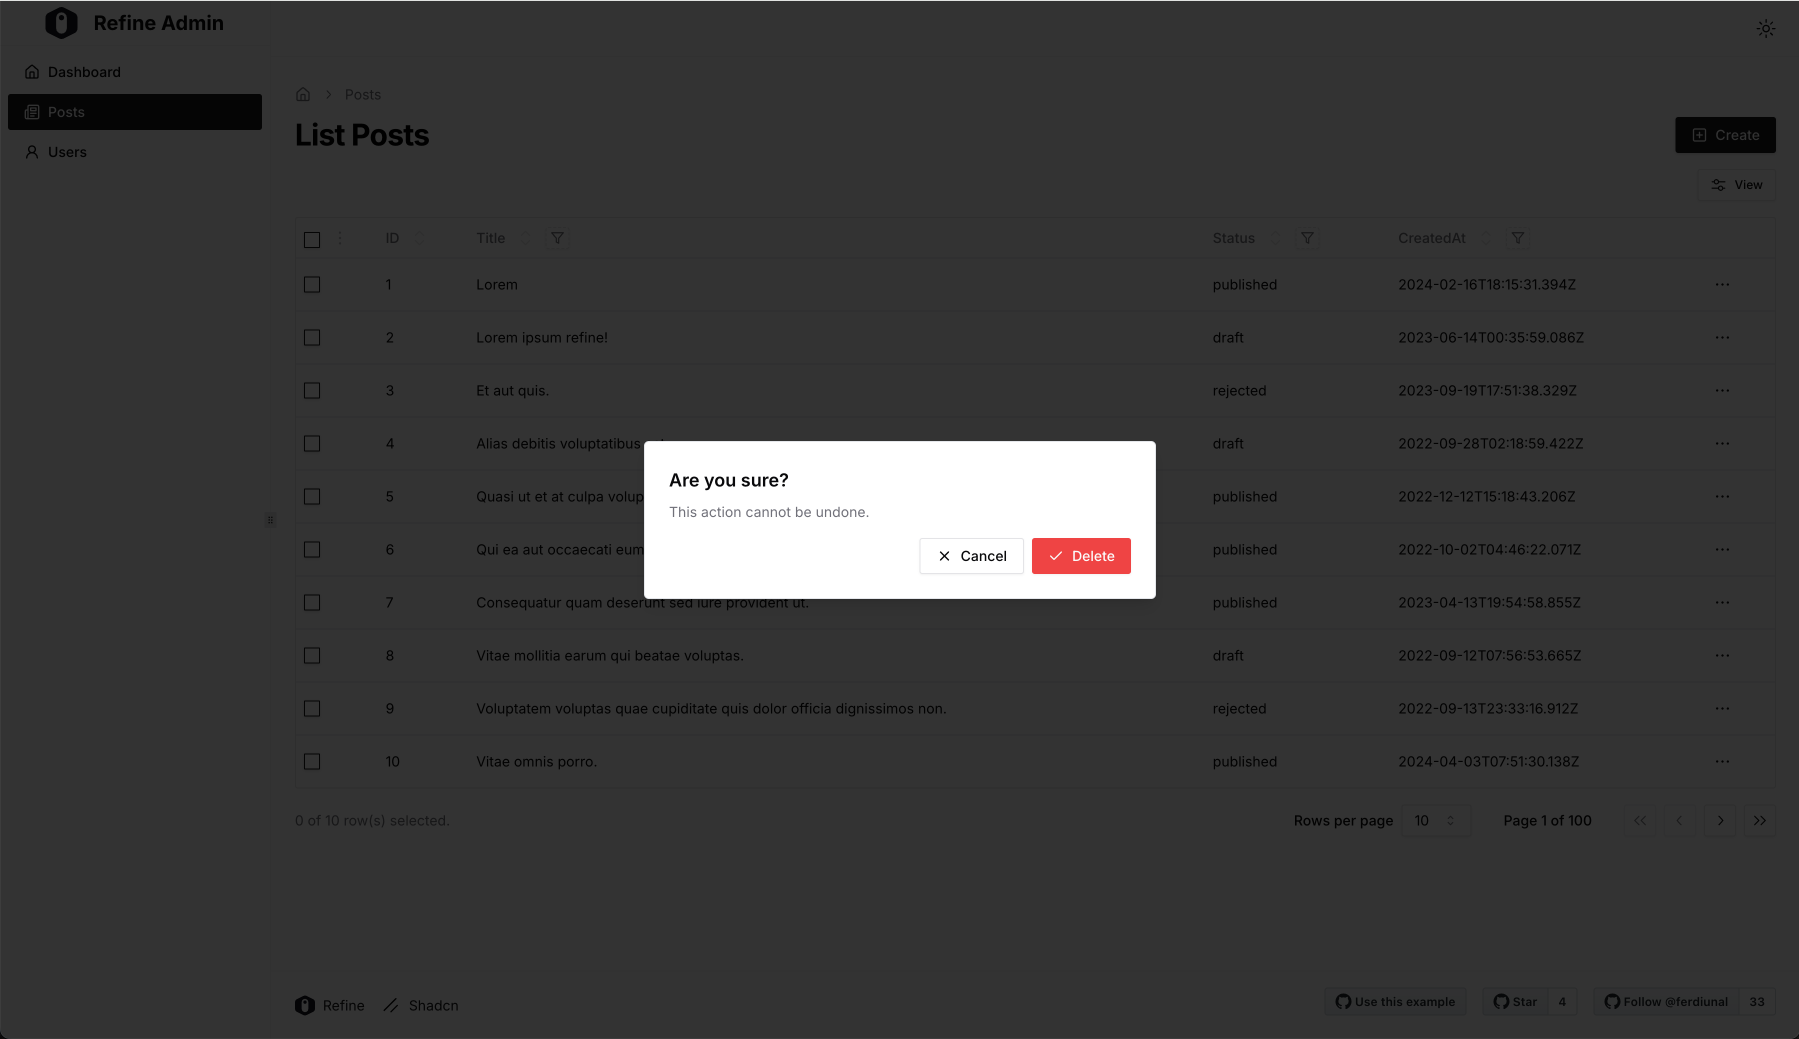 Refine Admin
Dashboard
Posts
Users
Posts
List Posts
Create
View
ID Title Status CreatedAt
1 Lorem published 2024-02-16T18:15:31.394Z
2 Lorem ipsum refine! draft 2023-06-14T00:35:59.086Z
3 Et aut quis. rejected 2023-09-19T17:51:38.329Z
4 Alias debitis voluptatibus draft 2022-09-28T02:18:59.422Z
5 Quasi ut et at culpa published 2022-12-12T15:18:43.206Z
6 Qui ea aut occaecati eum published 2022-10-02T04:46:22.071Z
Are you sure?
This action cannot be undone.
Cancel Delete
7 Consequatur quam deserunt sed iure provident ut. published 2023-04-13T19:54:58.855Z
8 Vitae mollitia earum qui beatae voluptas. draft 2022-09-12T07:56:53.665Z
9 Voluptatem voluptas quae cupiditate quis dolor officia dignissimos non. rejected 2022-09-13T23:33:16.912Z
10 Vitae omnis porro. published 2024-04-03T07:51:30.138Z
0 of 10 row(s) selected. Rows per page 10 Page 1 of 100
Refine Shadcn Use this example Star 4 Follow @ferdiunal 33